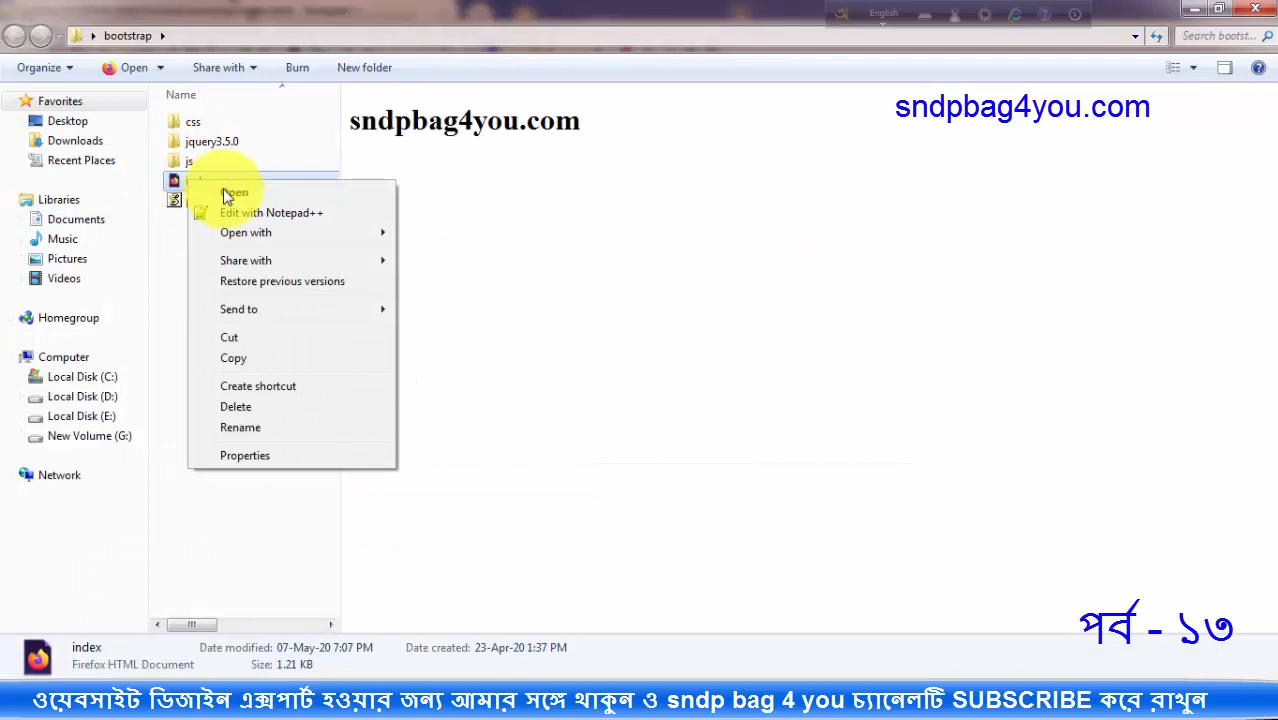 English
bootstrap
Search bootst...
Organize
Open
Share with
Burn
New folder
Name
Favorites
Desktop
Downloads
Recent Places
Libraries
Documents
Music
Pictures
Videos
Homegroup
Computer
Local Disk (C:)
Local Disk (D:)
Local Disk (E:)
New Volume (G:)
Network
css
jquery3.5.0
js
Open
Edit with Notepad++
Open with
Share with
Restore previous versions
Send to
Cut
Copy
Create shortcut
Delete
Rename
Properties
sndpbag4you.com
sndpbag4you.com
পর্ব - ১৩
index
Date modified: 07-May-20 7:07 PM
Date created: 23-Apr-20 1:37 PM
Firefox HTML Document
Size: 1.21 KB
ওয়েবসাইট ডিজাইন এক্সপার্ট হওয়ার জন্য আমার সঙ্গে থাকুন ও sndp bag 4 you চ্যানেলটি SUBSCRIBE করে রাখুন